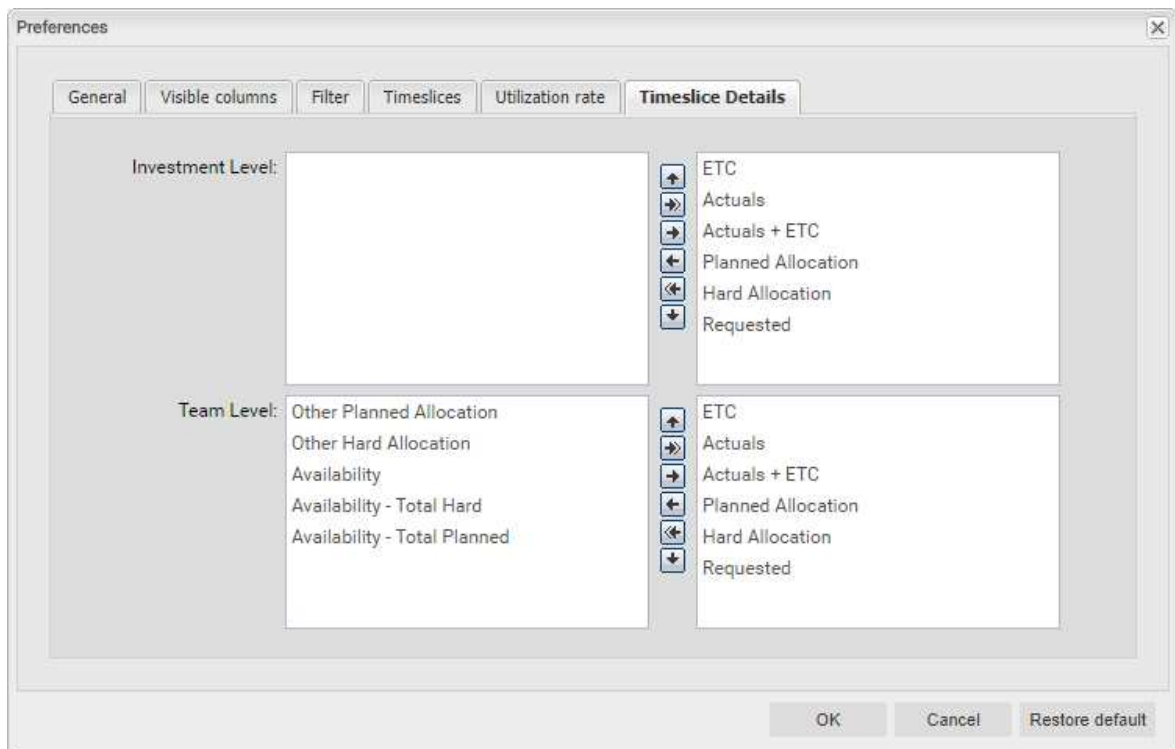 Preferences
General Visible columns Filter Timeslices Utilization rate Timeslice Details
Investment Level:
ETC
Actuals
Actuals + ETC
Planned Allocation
Hard Allocation
Requested
Team Level:
Other Planned Allocation
Other Hard Allocation
Availability
Availability - Total Hard
Availability - Total Planned
ETC
Actuals
Actuals + ETC
Planned Allocation
Hard Allocation
Requested
OK Cancel Restore default